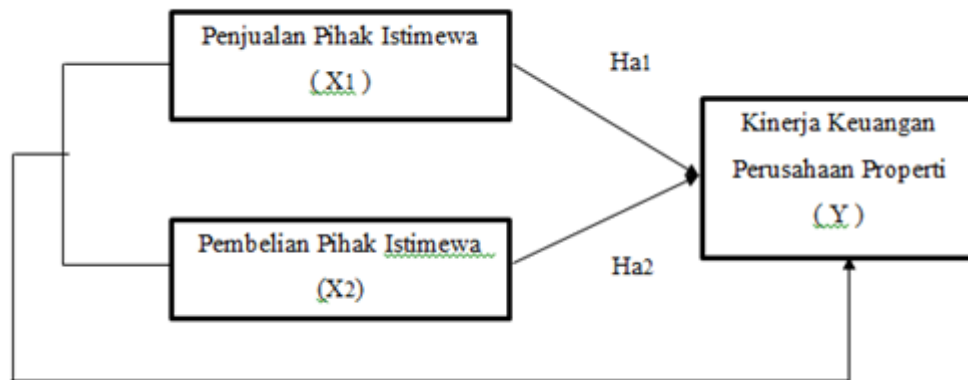 Penjualan Pihak Istimewa
( X1 )
Ha1
Kinerja Keuangan
Perusahaan Properti
( Y )
Pembelian Pihak Istimewa
(X2)
Ha2